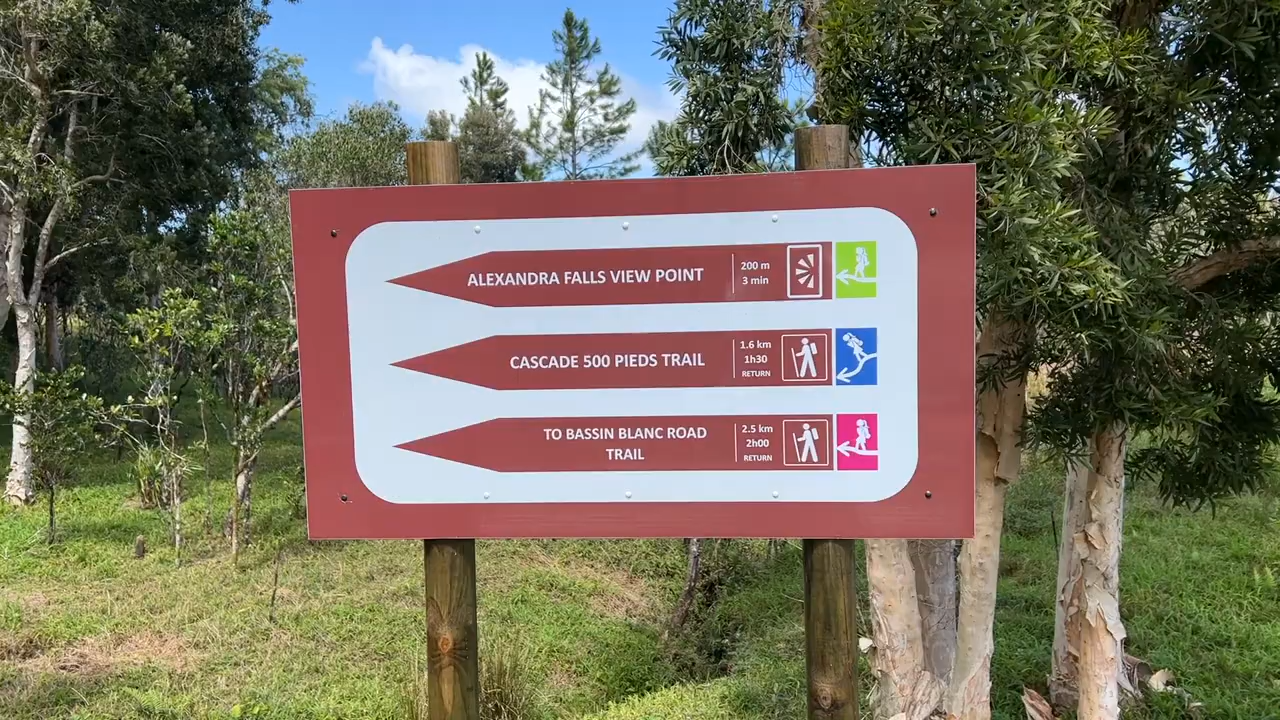 ALEXANDRA FALLS VIEW POINT
200 m
3 min
CASCADE 500 PIEDS TRAIL
1.6 km
1h30
RETURN
TO BASSIN BLANC ROAD
TRAIL
2.5 km
2h00
RETURN